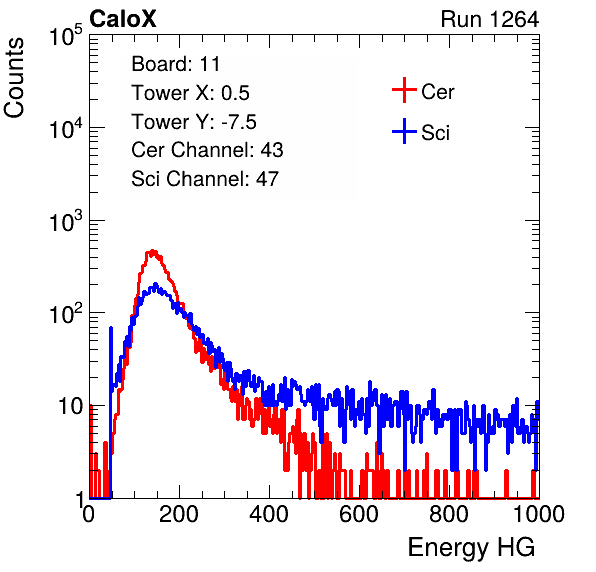 CaloX Run 1264
Counts
10^5
10^4
10^3
10^2
10
1
Board: 11
Tower X: 0.5
Tower Y: -7.5
Cer Channel: 43
Sci Channel: 47
Cer
Sci
0 200 400 600 800 1000
Energy HG